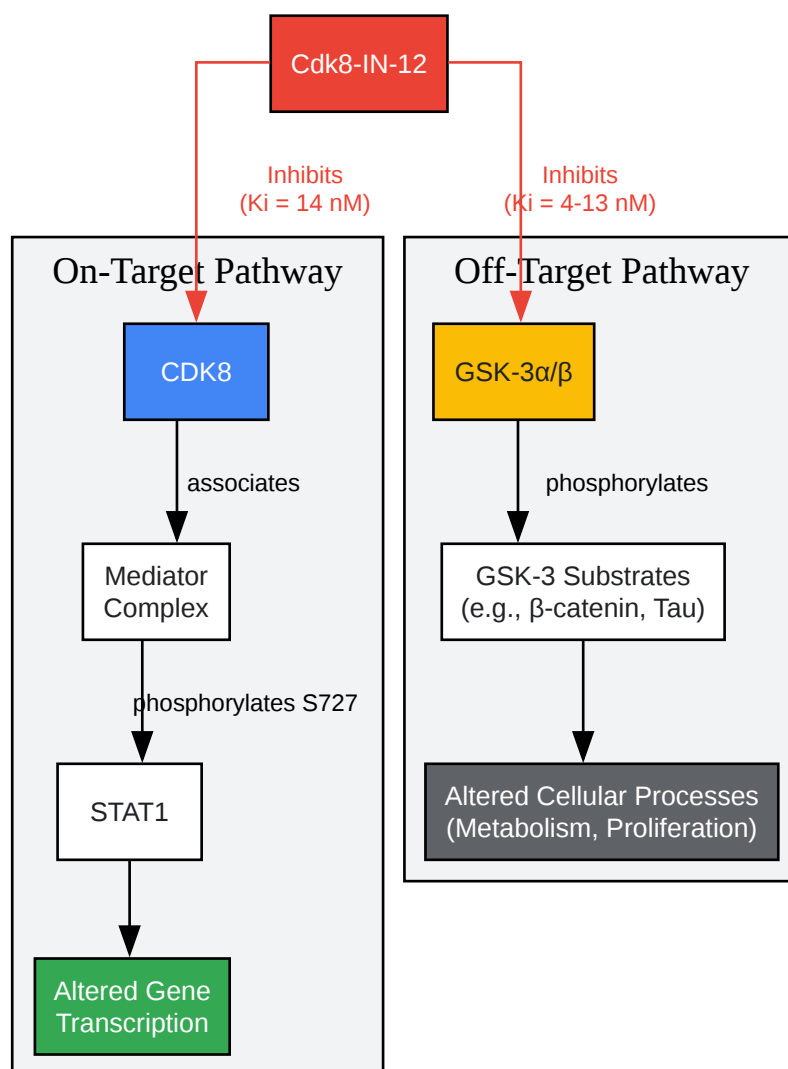 Cdk8-IN-12
Inhibits
(Ki = 14 nM)
Inhibits
(Ki = 4-13 nM)
On-Target Pathway
CDK8
associates
Mediator
Complex
phosphorylates S727
STAT1
Altered Gene
Transcription
Off-Target Pathway
GSK-3α/β
phosphorylates
GSK-3 Substrates
(e.g., β-catenin, Tau)
Altered Cellular Processes
(Metabolism, Proliferation)